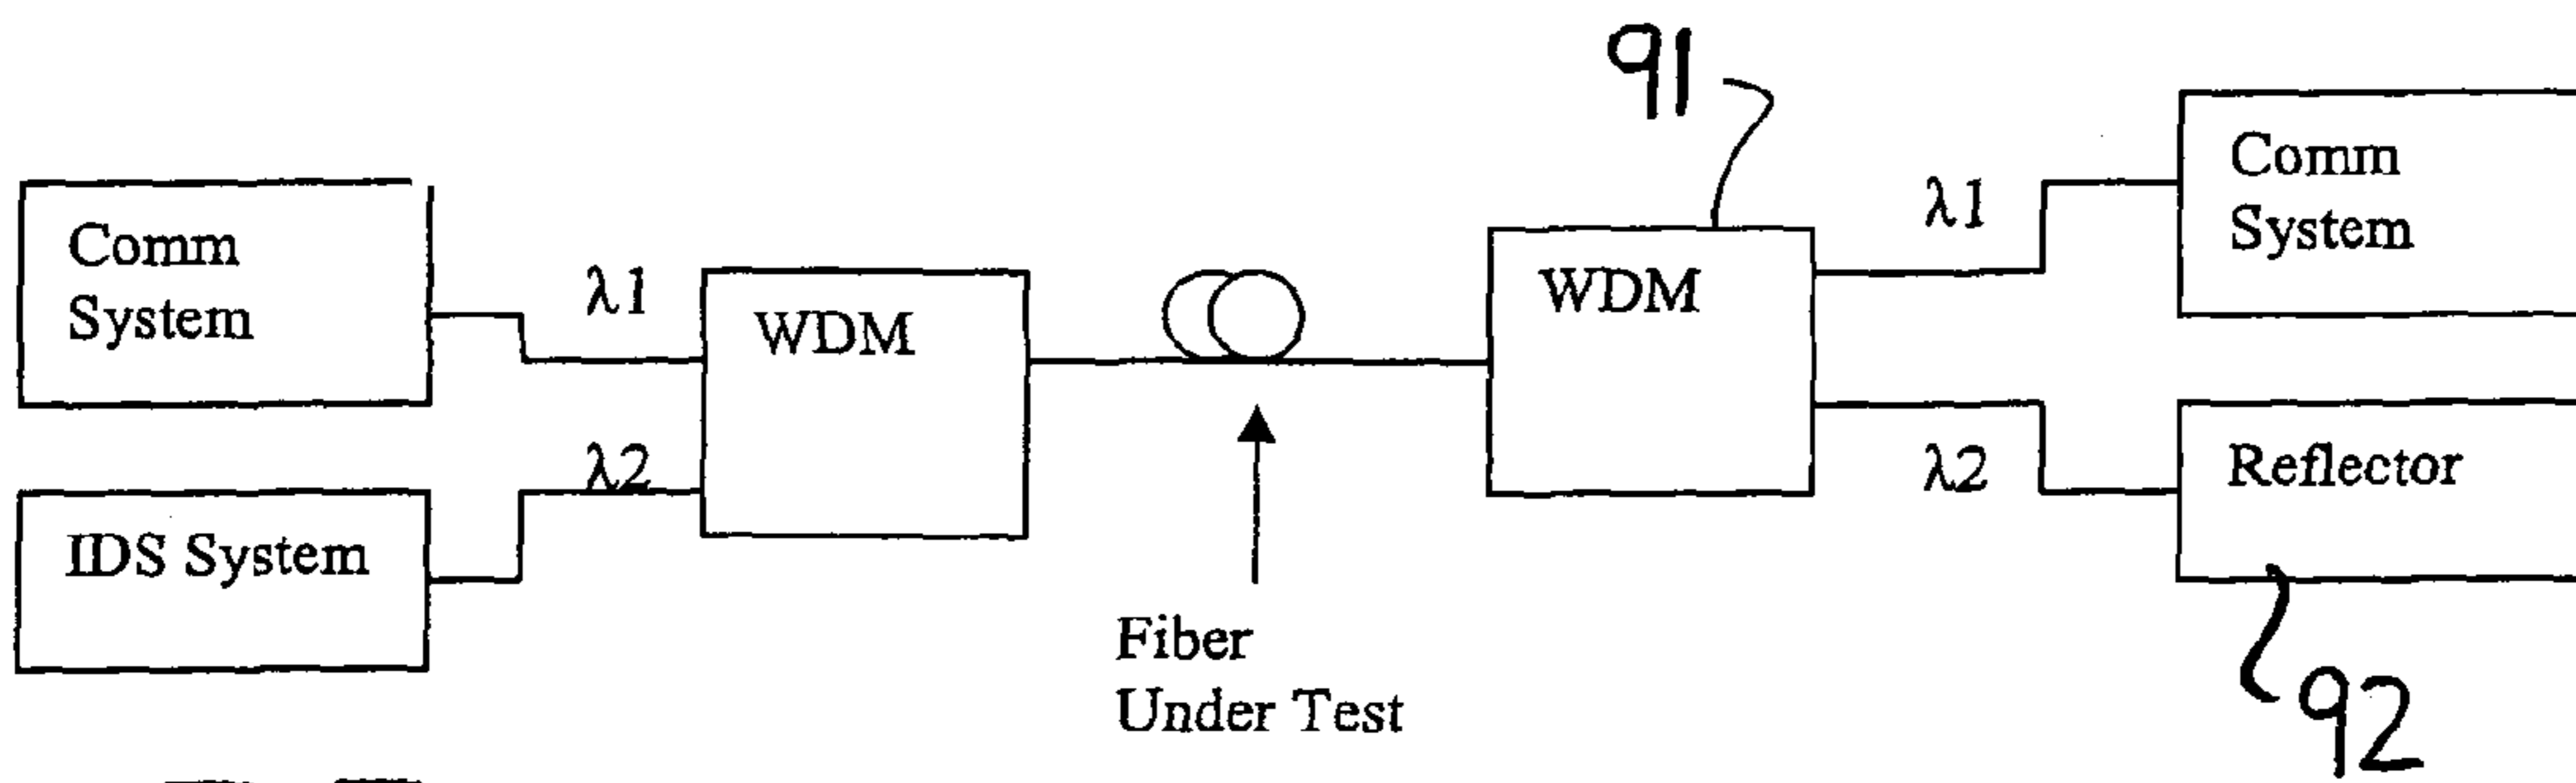 91
Comm
System
λ1
WDM
WDM
λ1
Comm
System
IDS System
λ2
Fiber
Under Test
λ2
Reflector
92